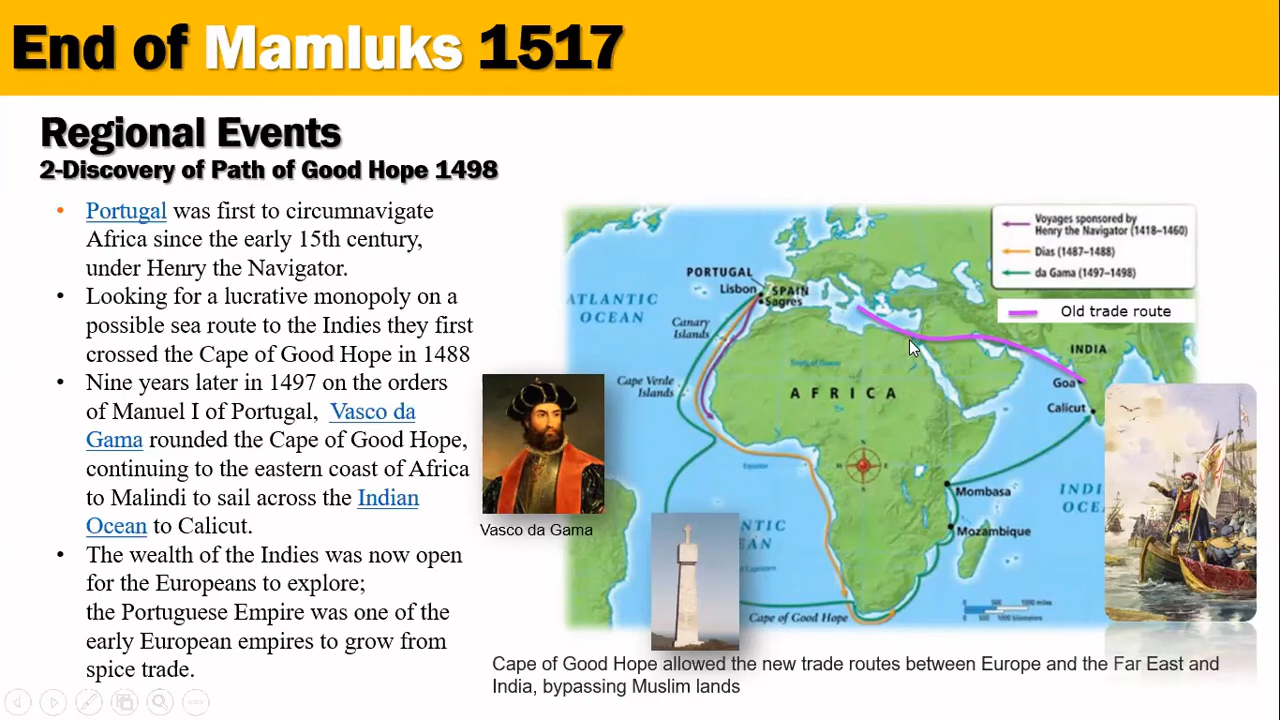 End of Mamluks 1517
Regional Events
2-Discovery of Path of Good Hope 1498
• Portugal was first to circumnavigate
Africa since the early 15th century,
under Henry the Navigator.
• Looking for a lucrative monopoly on a
possible sea route to the Indies they first
crossed the Cape of Good Hope in 1488
• Nine years later in 1497 on the orders
of Manuel I of Portugal, Vasco da
Gama rounded the Cape of Good Hope,
continuing to the eastern coast of Africa
to Malindi to sail across the Indian
Ocean to Calicut.
• The wealth of the Indies was now open
for the Europeans to explore;
the Portuguese Empire was one of the
early European empires to grow from
spice trade.
Voyages sponsored by
Henry the Navigator (1418–1460)
Dias (1487–1488)
da Gama (1497–1498)
Old trade route
PORTUGAL
Lisbon
SPAIN
Sagres
ATLANTIC
OCEAN
Canary
Islands
Cape Verde
Islands
AFRICA
INDIA
Goa
Calicut
Equator
N
W
E
Mombasa
Mozambique
INDI
OCE
NTIC
AN
Cape of Good Hope
Vasco da Gama
Cape of Good Hope allowed the new trade routes between Europe and the Far East and
India, bypassing Muslim lands